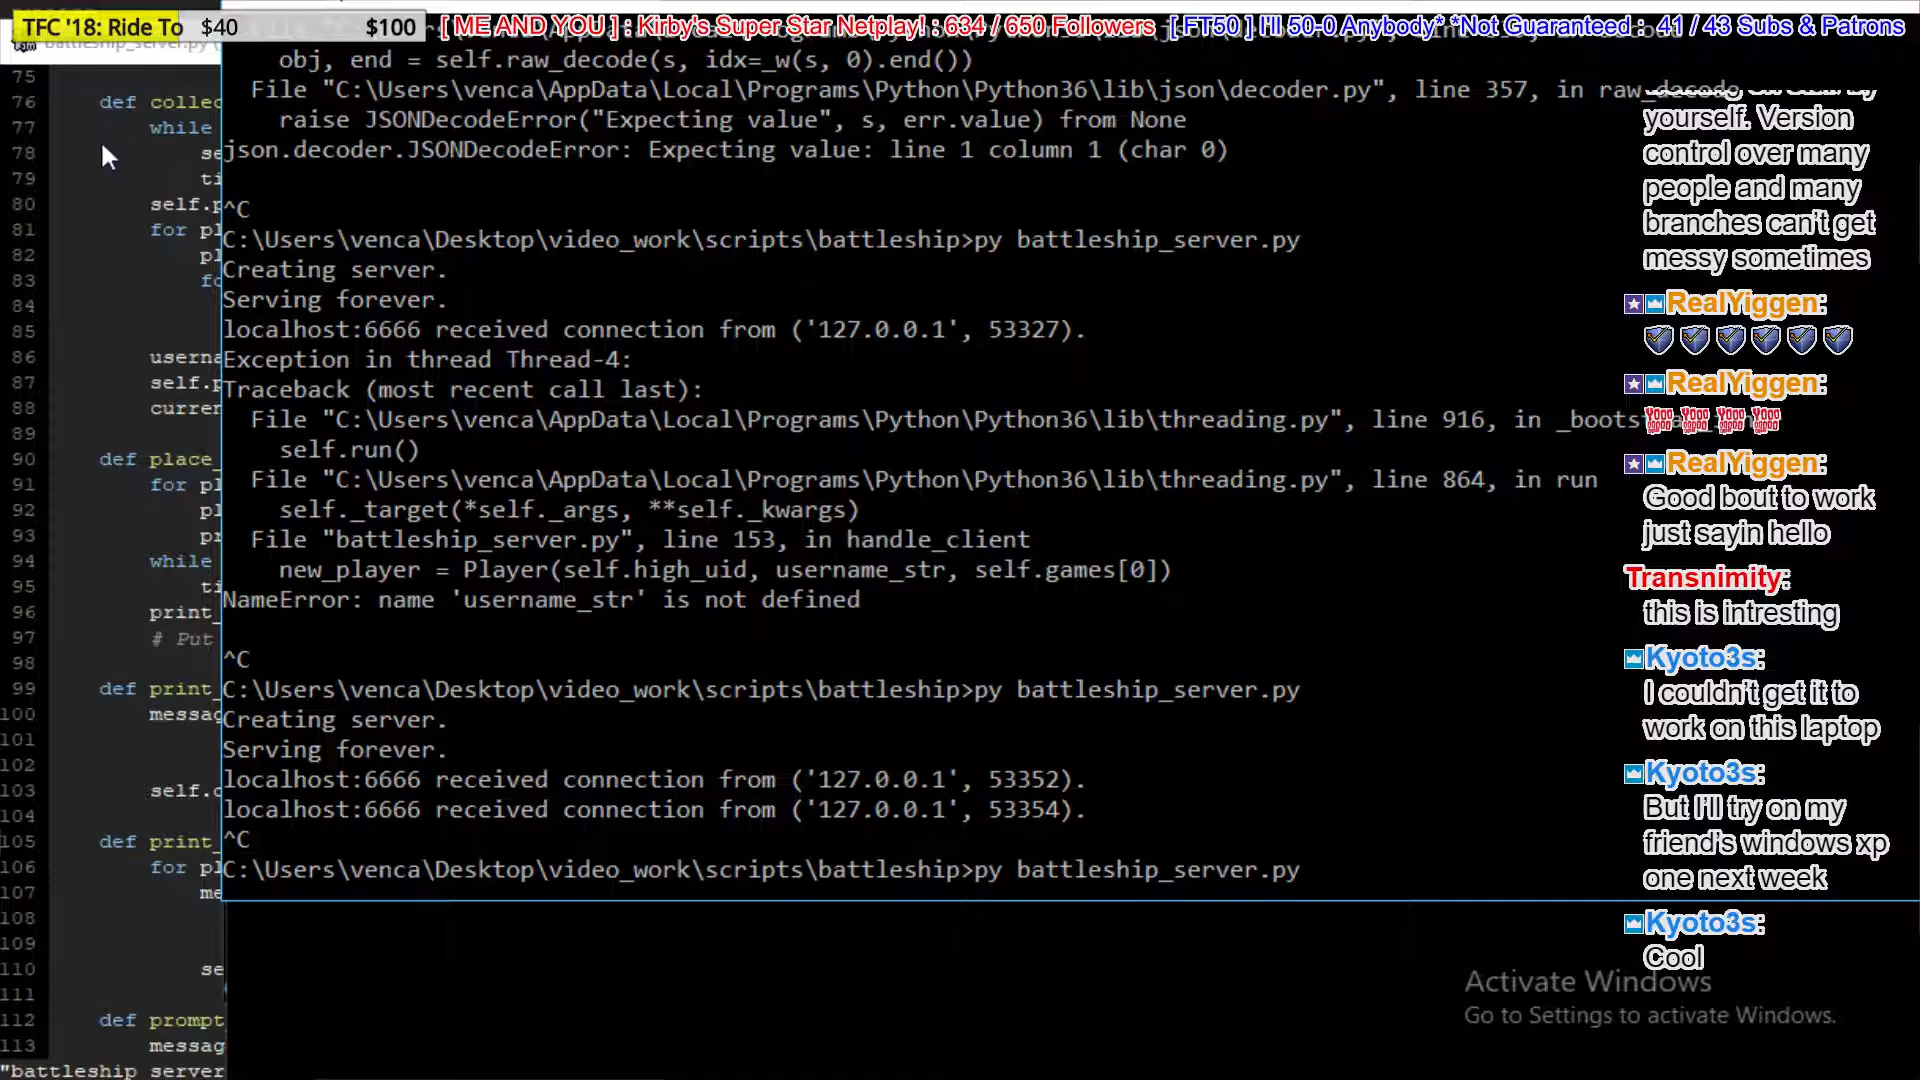 TFC '18: Ride To $40 $100
[ ME AND YOU ] : Kirby's Super Star Netplay! : 634 / 650 Followers [ FT50 ] I'll 50-0 Anybody* *Not Guaranteed : 41 / 43 Subs & Patrons
obj, end = self.raw_decode(s, idx=_w(s, 0).end())
File "C:\Users\venca\AppData\Local\Programs\Python\Python36\lib\json\decoder.py", line 357, in raw_decode
raise JSONDecodeError("Expecting value", s, err.value) from None
json.decoder.JSONDecodeError: Expecting value: line 1 column 1 (char 0)
^C
C:\Users\venca\Desktop\video_work\scripts\battleship>py battleship_server.py
Creating server.
Serving forever.
localhost:6666 received connection from ('127.0.0.1', 53327).
Exception in thread Thread-4:
Traceback (most recent call last):
File "C:\Users\venca\AppData\Local\Programs\Python\Python36\lib\threading.py", line 916, in _boots
self.run()
File "C:\Users\venca\AppData\Local\Programs\Python\Python36\lib\threading.py", line 864, in run
self._target(*self._args, **self._kwargs)
File "battleship_server.py", line 153, in handle_client
new_player = Player(self.high_uid, username_str, self.games[0])
NameError: name 'username_str' is not defined
^C
C:\Users\venca\Desktop\video_work\scripts\battleship>py battleship_server.py
Creating server.
Serving forever.
localhost:6666 received connection from ('127.0.0.1', 53352).
localhost:6666 received connection from ('127.0.0.1', 53354).
^C
C:\Users\venca\Desktop\video_work\scripts\battleship>py battleship_server.py
75
76 def collec
77 while
78 se
79 ti
80 self.p
81 for pl
82 pl
83 fo
84
85
86 userna
87 self.p
88 curren
89
90 def place_
91 for pl
92 pl
93 pr
94 while
95 ti
96 print_
97 # Put
98
99 def print_
100 messag
101
102
103 self.c
104
105 def print_
106 for pl
107 me
108
109
110 se
111
112 def prompt
113 messag
"battleship server
yourself. Version
control over many
people and many
branches can't get
messy sometimes
RealYiggen:
RealYiggen:
RealYiggen:
Good bout to work
just sayin hello
Transnimity:
this is intresting
Kyoto3s:
I couldn't get it to
work on this laptop
Kyoto3s:
But I'll try on my
friend's windows xp
one next week
Kyoto3s:
Cool
Activate Windows
Go to Settings to activate Windows.